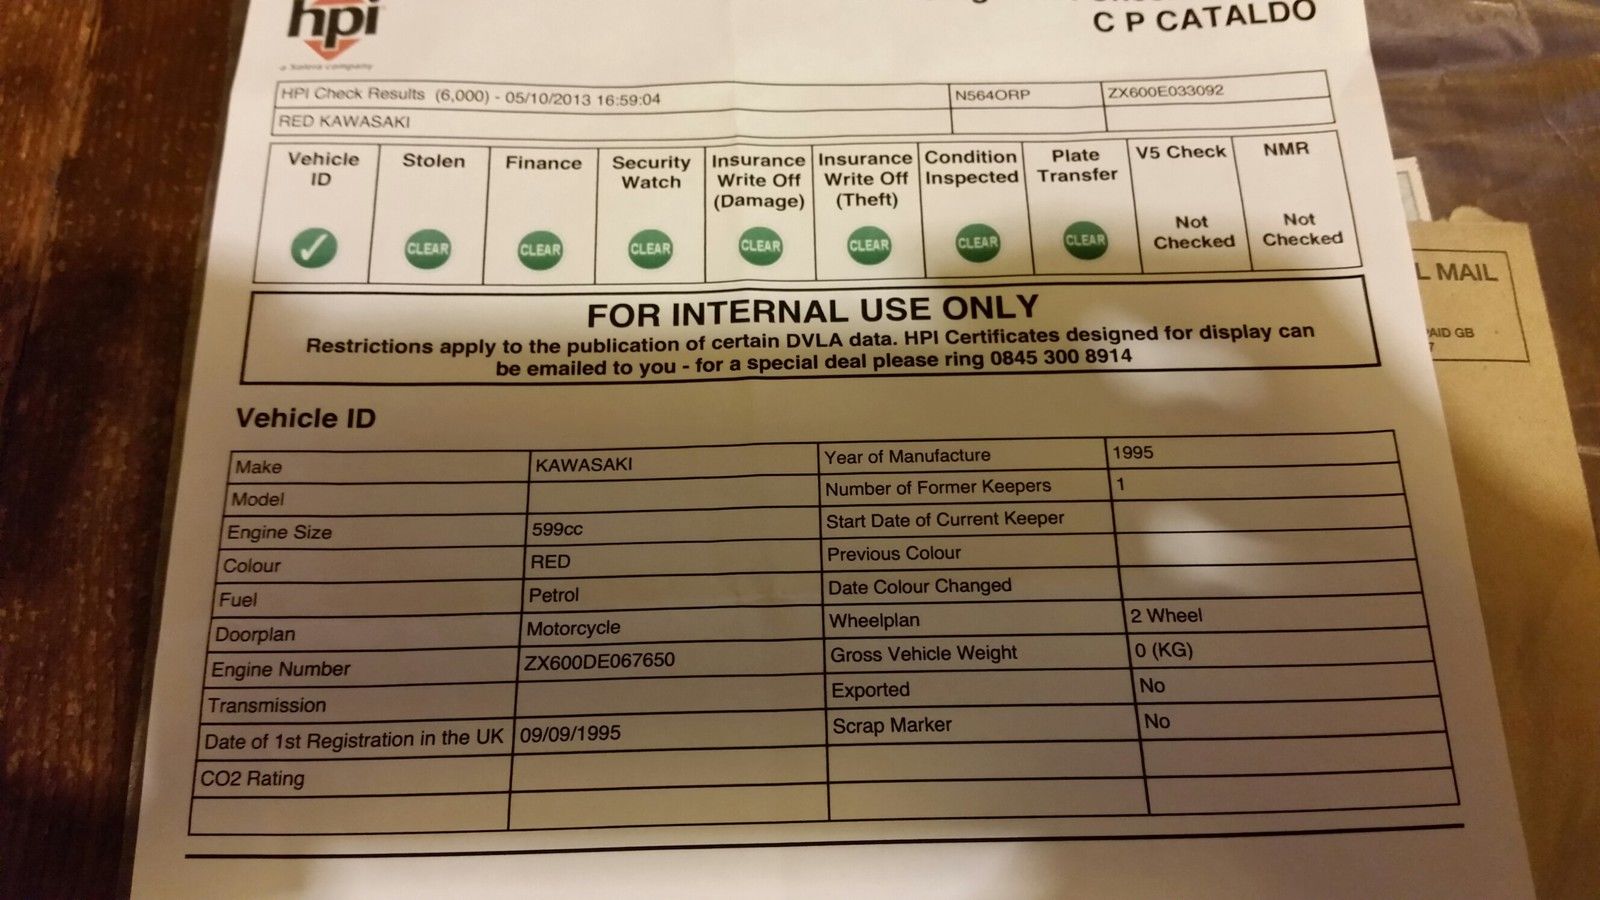 hpi
a Solera company
C P CATALDO
HPI Check Results (6,000) - 05/10/2013 16:59:04 N564ORP ZX600E033092
RED KAWASAKI
Vehicle ID
Stolen
Finance
Security Watch
Insurance Write Off (Damage)
Insurance Write Off (Theft)
Condition Inspected
Plate Transfer
V5 Check
NMR
CLEAR CLEAR CLEAR CLEAR CLEAR CLEAR CLEAR Not Checked Not Checked
FOR INTERNAL USE ONLY
Restrictions apply to the publication of certain DVLA data. HPI Certificates designed for display can
be emailed to you - for a special deal please ring 0845 300 8914
Vehicle ID
Make KAWASAKI Year of Manufacture 1995
Model Number of Former Keepers 1
Engine Size 599cc Start Date of Current Keeper
Colour RED Previous Colour
Fuel Petrol Date Colour Changed
Doorplan Motorcycle Wheelplan 2 Wheel
Engine Number ZX600DE067650 Gross Vehicle Weight 0 (KG)
Transmission Exported No
Date of 1st Registration in the UK 09/09/1995 Scrap Marker No
CO2 Rating
L MAIL
PAID GB
7